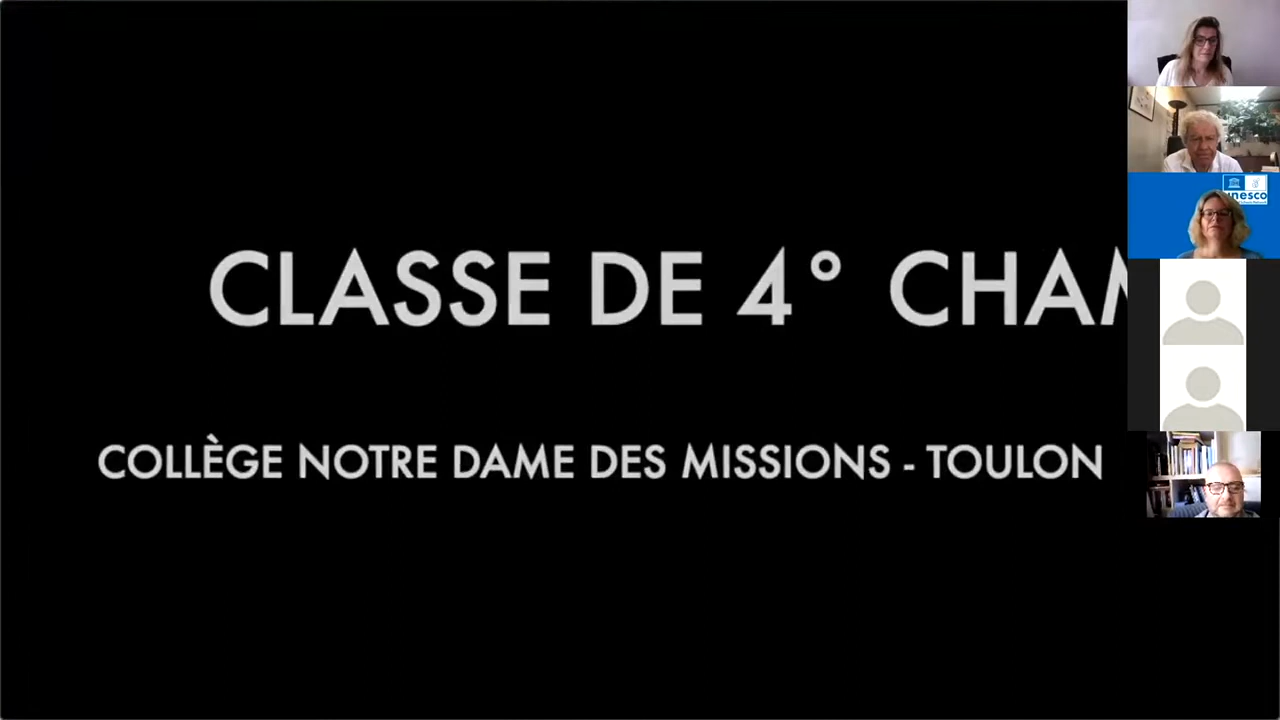 CLASSE DE 4° CHAM
COLLÈGE NOTRE DAME DES MISSIONS - TOULON
unesco